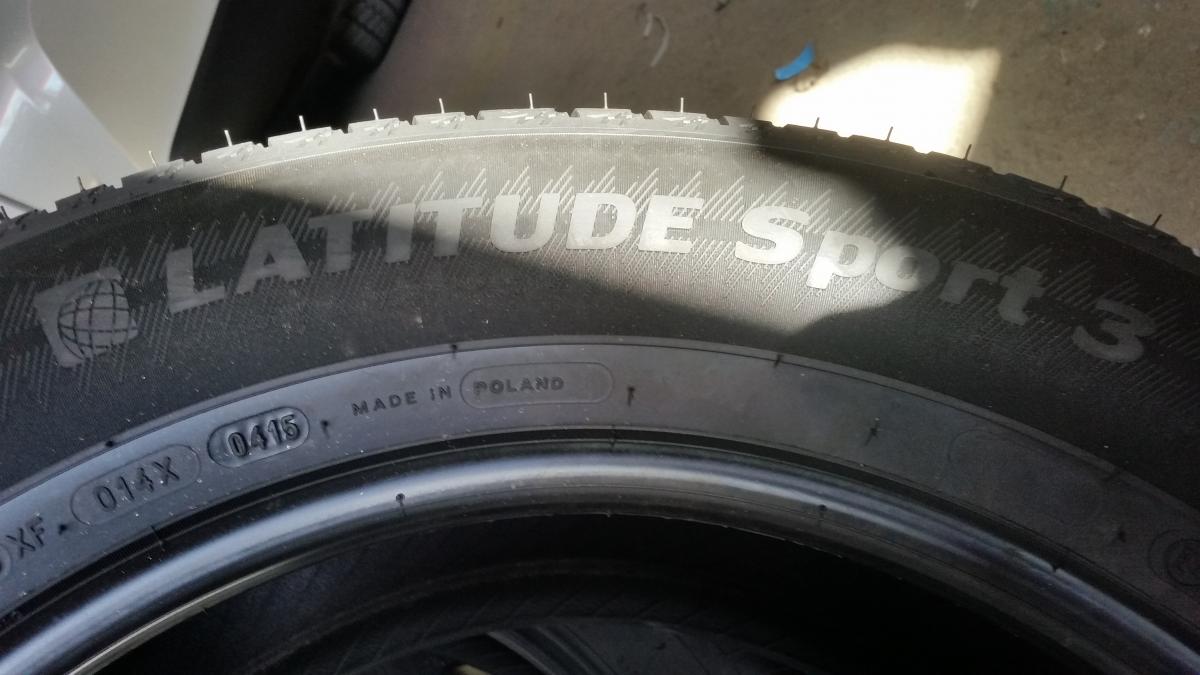 LATITUDE Sport 3
MADE IN POLAND
XF 014X 0415